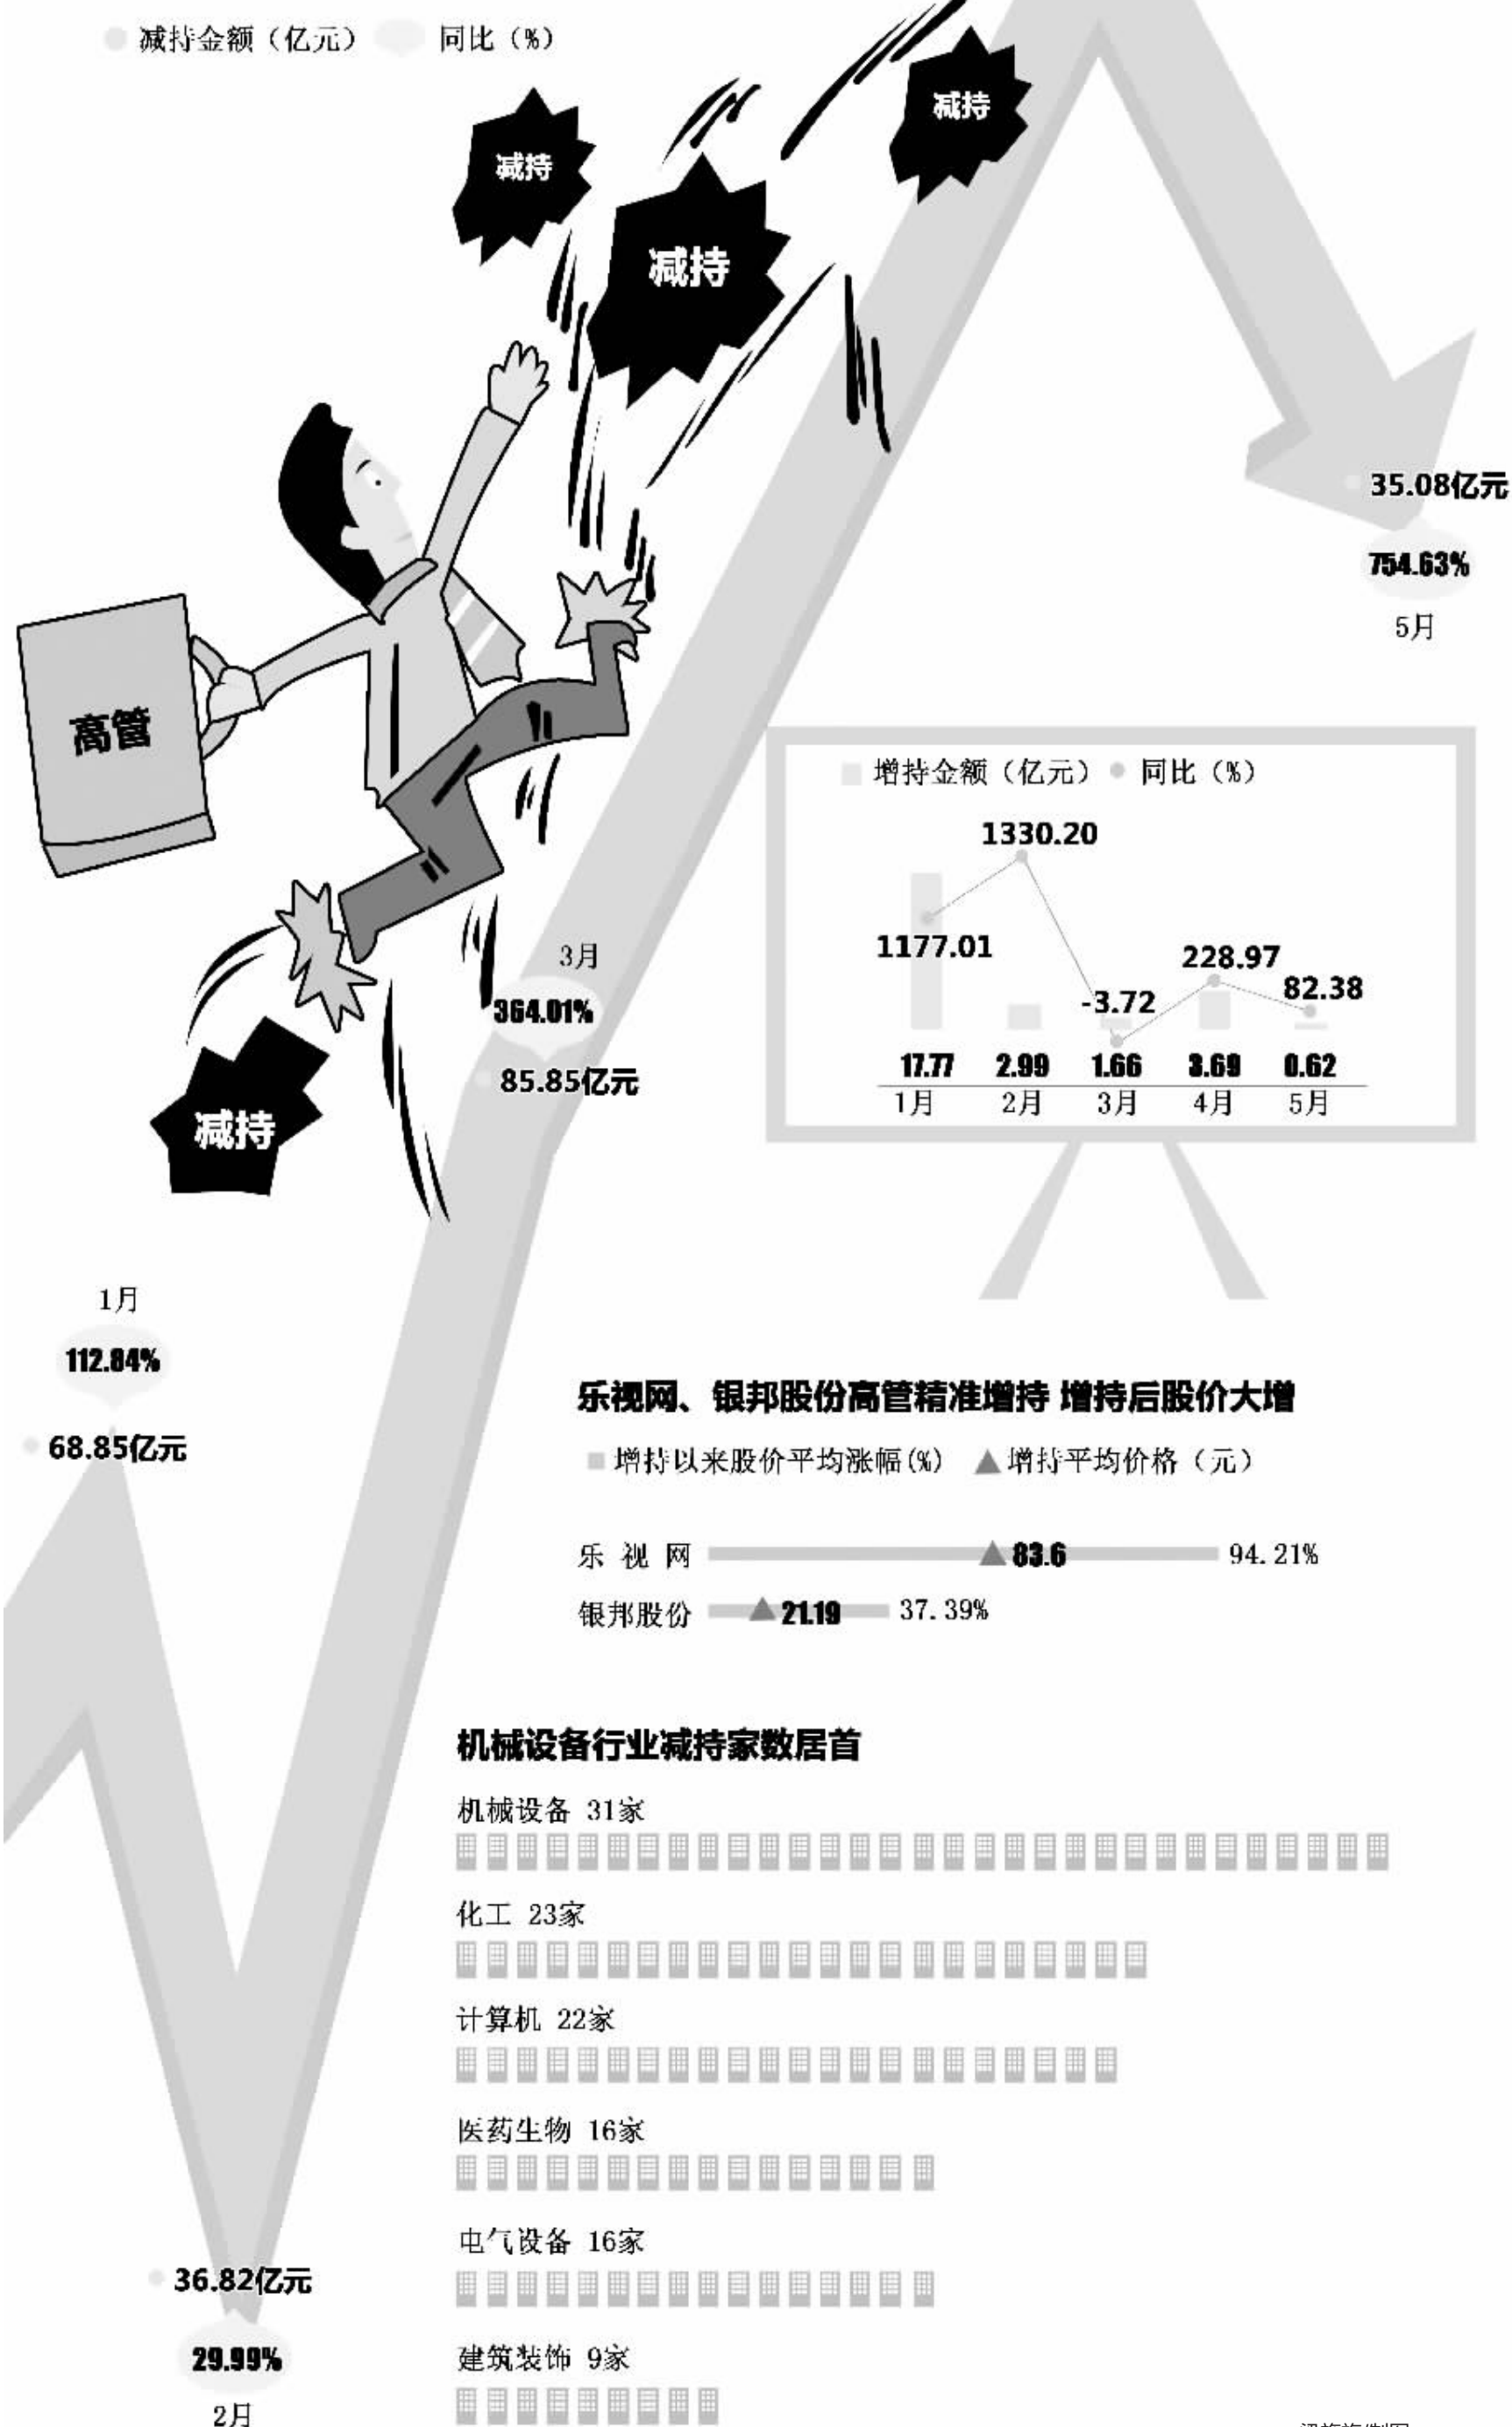 减持金额（亿元） 同比（%）
减持
减持
减持
35.08亿元
754.63%
5月
高管
增持金额（亿元） 同比（%）
1330.20
1177.01
228.97
-3.72
82.38
17.77 2.99 1.66 3.69 0.62
1月 2月 3月 4月 5月
3月
364.01%
85.85亿元
减持
1月
112.84%
68.85亿元
乐视网、银邦股份高管精准增持 增持后股价大增
增持以来股价平均涨幅(%) 增持平均价格（元）
乐视网 83.6 94.21%
银邦股份 21.19 37.39%
机械设备行业减持家数居首
机械设备 31家
化工 23家
计算机 22家
医药生物 16家
电气设备 16家
36.82亿元
29.99%
2月
建筑装饰 9家